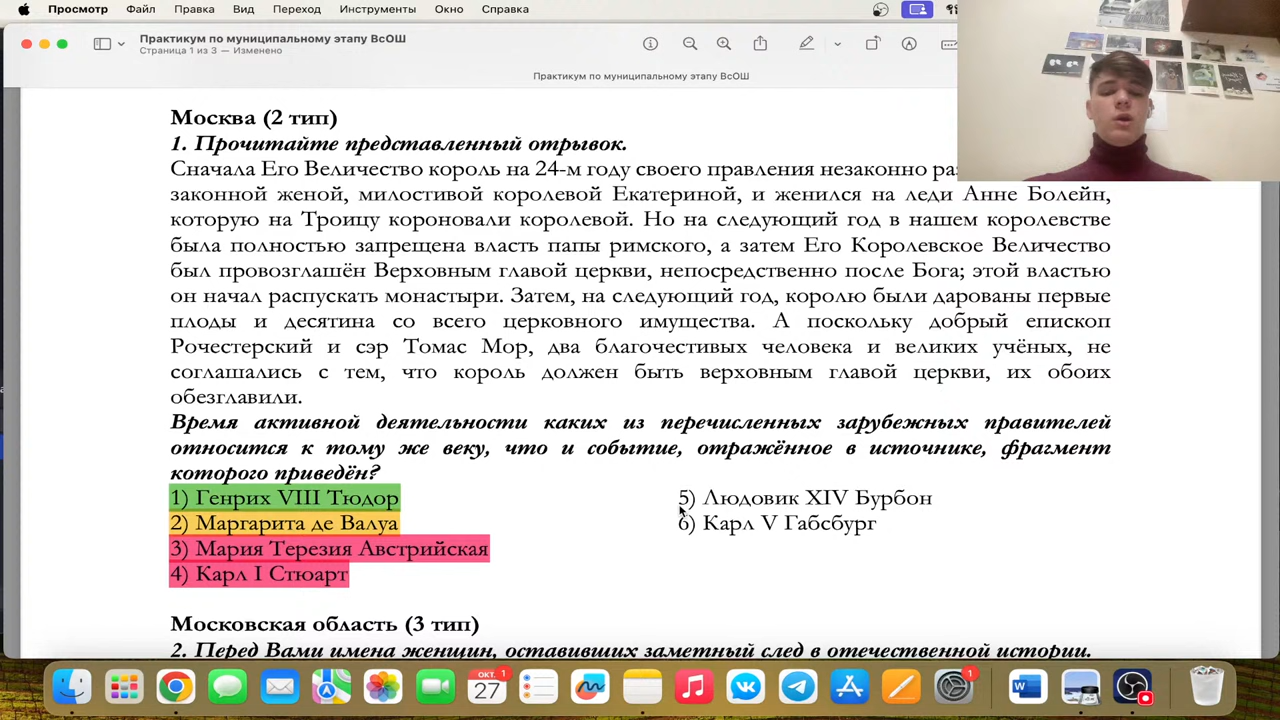 Просмотр Файл Правка Вид Переход Инструменты Окно Справка
Практикум по муниципальному этапу ВсОШ
Страница 1 из 3 — Изменено
Практикум по муниципальному этапу ВсОШ
Москва (2 тип)
1. Прочитайте представленный отрывок.
Сначала Его Величество король на 24-м году своего правления незаконно
законной женой, милостивой королевой Екатериной, и женился на леди Анне Болейн,
которую на Троицу короновали королевой. Но на следующий год в нашем королевстве
была полностью запрещена власть папы римского, а затем Его Королевское Величество
был провозглашён Верховным главой церкви, непосредственно после Бога; этой властью
он начал распускать монастыри. Затем, на следующий год, королю были дарованы первые
плоды и десятина со всего церковного имущества. А поскольку добрый епископ
Рочестерский и сэр Томас Мор, два благочестивых человека и великих учёных, не
соглашались с тем, что король должен быть верховным главой церкви, их обоих
обезглавили.
Время активной деятельности каких из перечисленных зарубежных правителей
относится к тому же веку, что и событие, отражённое в источнике, фрагмент
которого приведён?
1) Генрих VIII Тюдор
2) Маргарита де Валуа
3) Мария Терезия Австрийская
4) Карл I Стюарт
5) Людовик XIV Бурбон
6) Карл V Габсбург
Московская область (3 тип)
2. Перед Вами имена женщин, оставивших заметный след в отечественной истории.
ОКТ.
27
1
1